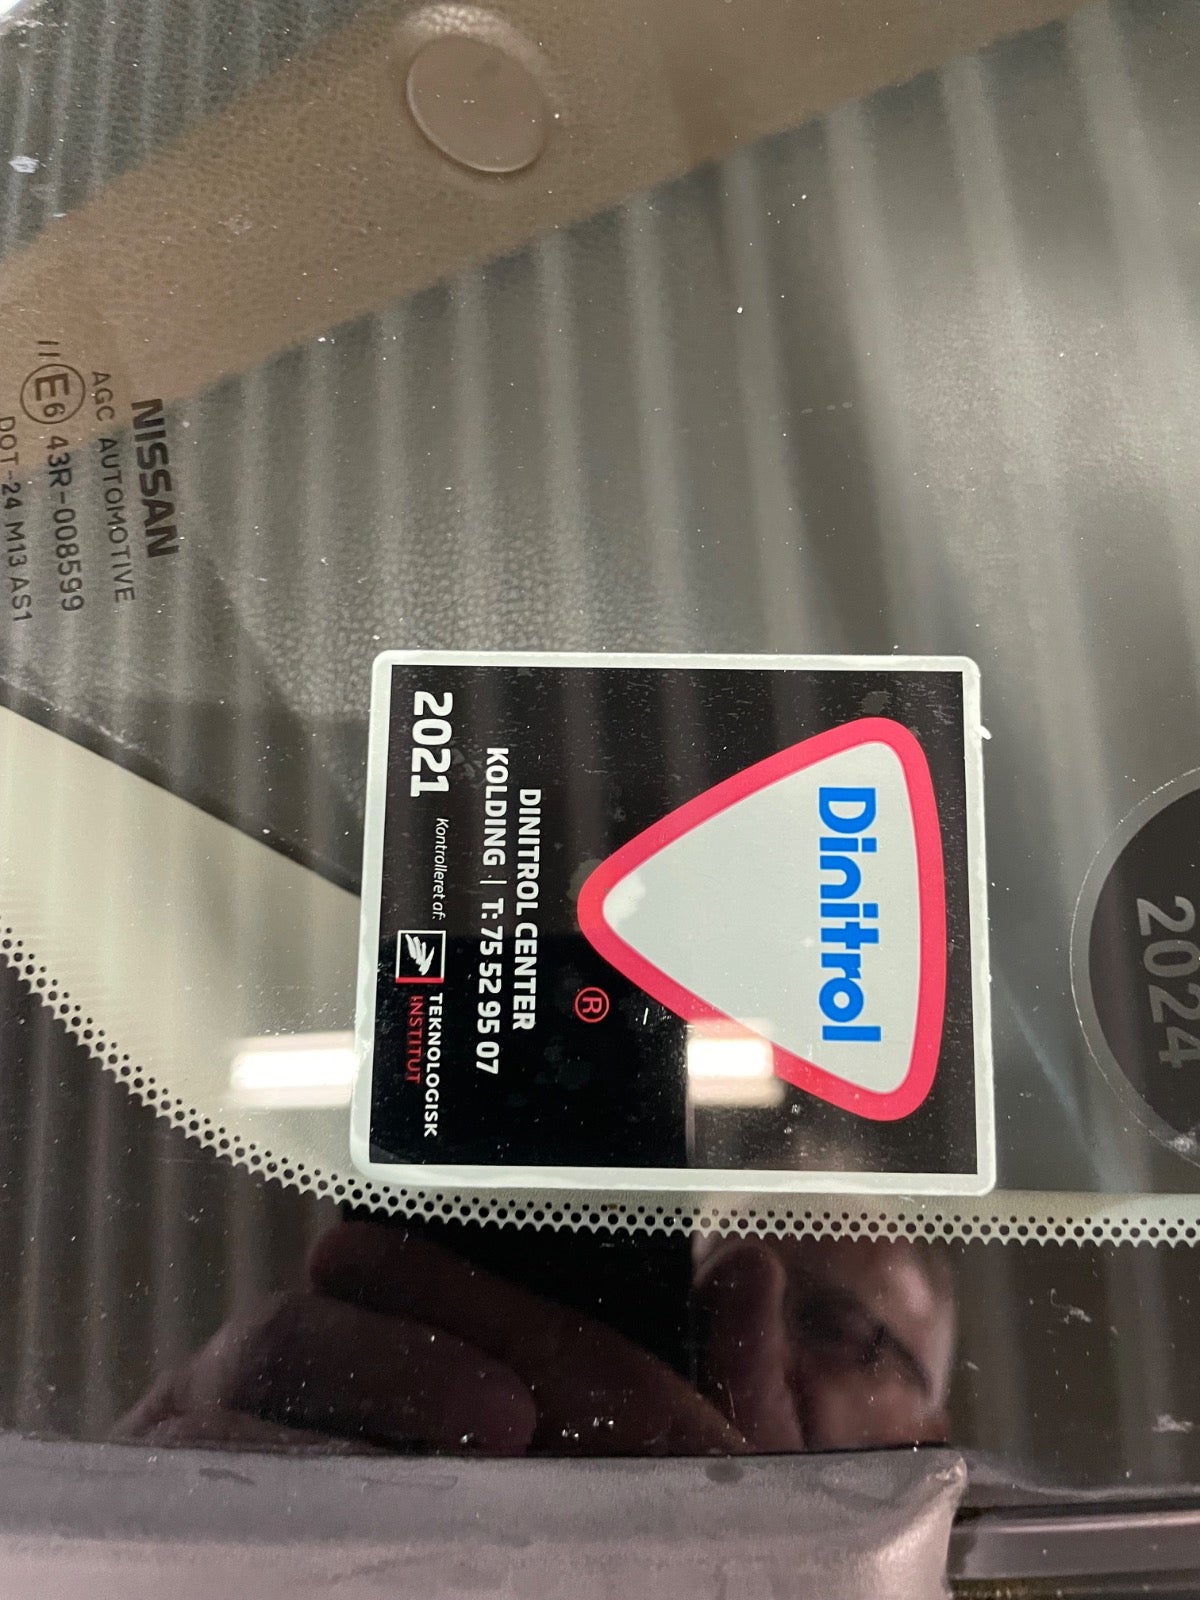 NISSAN
AGC AUTOMOTIVE
E6 43R-008599
DOT-24 M13 AS1
Dinitrol
®
DINITROL CENTER
KOLDING | T: 75 52 95 07
2021 Kontrolleret af: TEKNOLOGISK
INSTITUT
2024